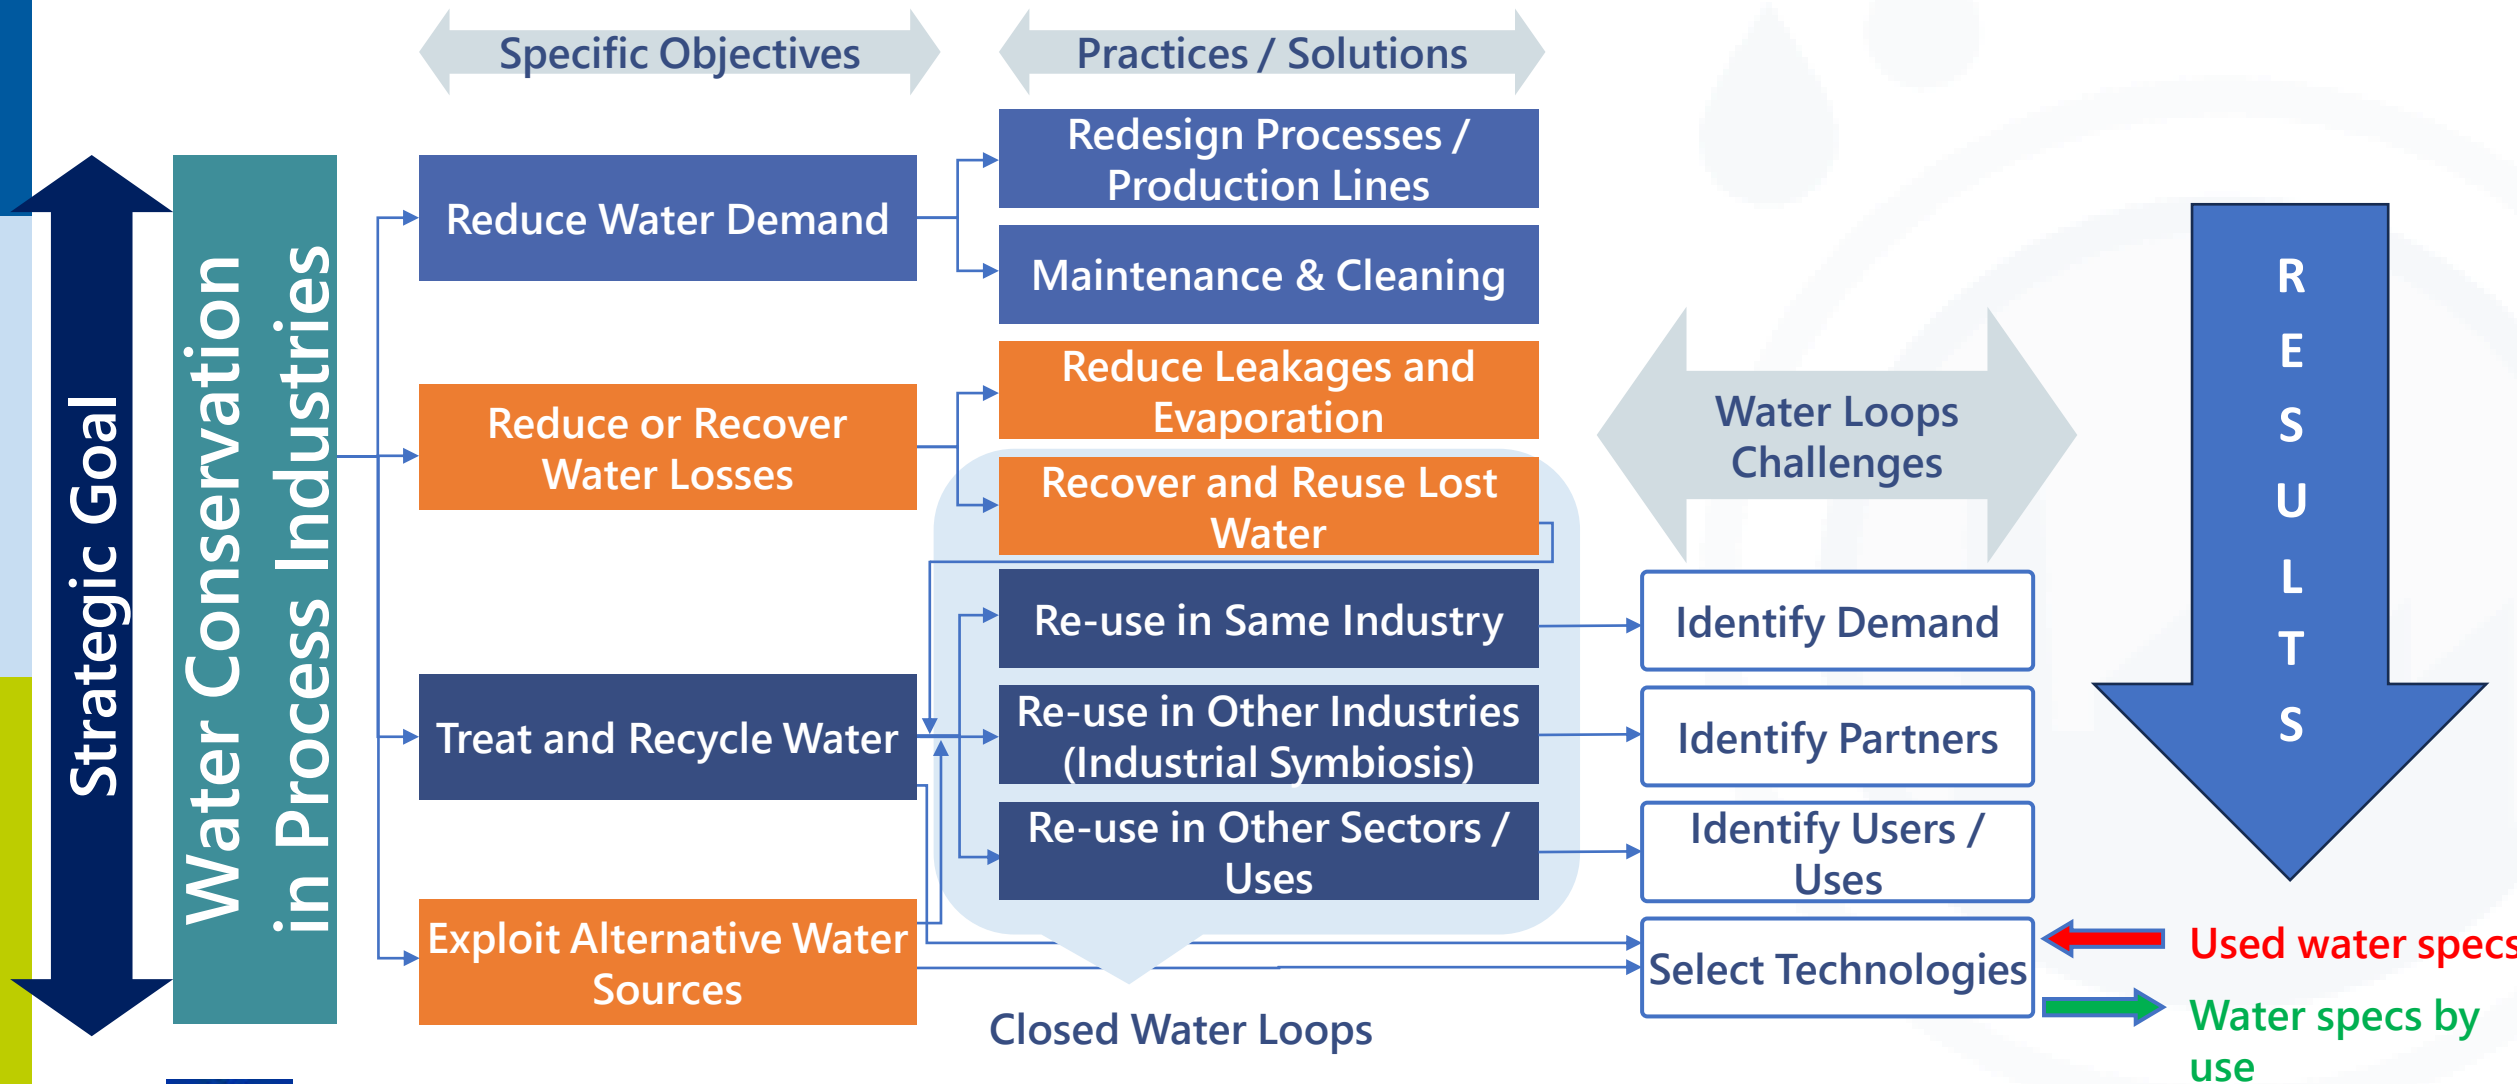 Specific Objectives
Practices / Solutions
Strategic Goal
Water Conservation
in Process Industries
Reduce Water Demand
Redesign Processes /
Production Lines
Maintenance & Cleaning
Reduce or Recover
Water Losses
Reduce Leakages and
Evaporation
Recover and Reuse Lost
Water
Treat and Recycle Water
Re-use in Same Industry
Re-use in Other Industries
(Industrial Symbiosis)
Re-use in Other Sectors /
Uses
Exploit Alternative Water
Sources
Closed Water Loops
Water Loops
Challenges
Identify Demand
Identify Partners
Identify Users /
Uses
Select Technologies
R
E
S
U
L
T
S
Used water specs
Water specs by
use